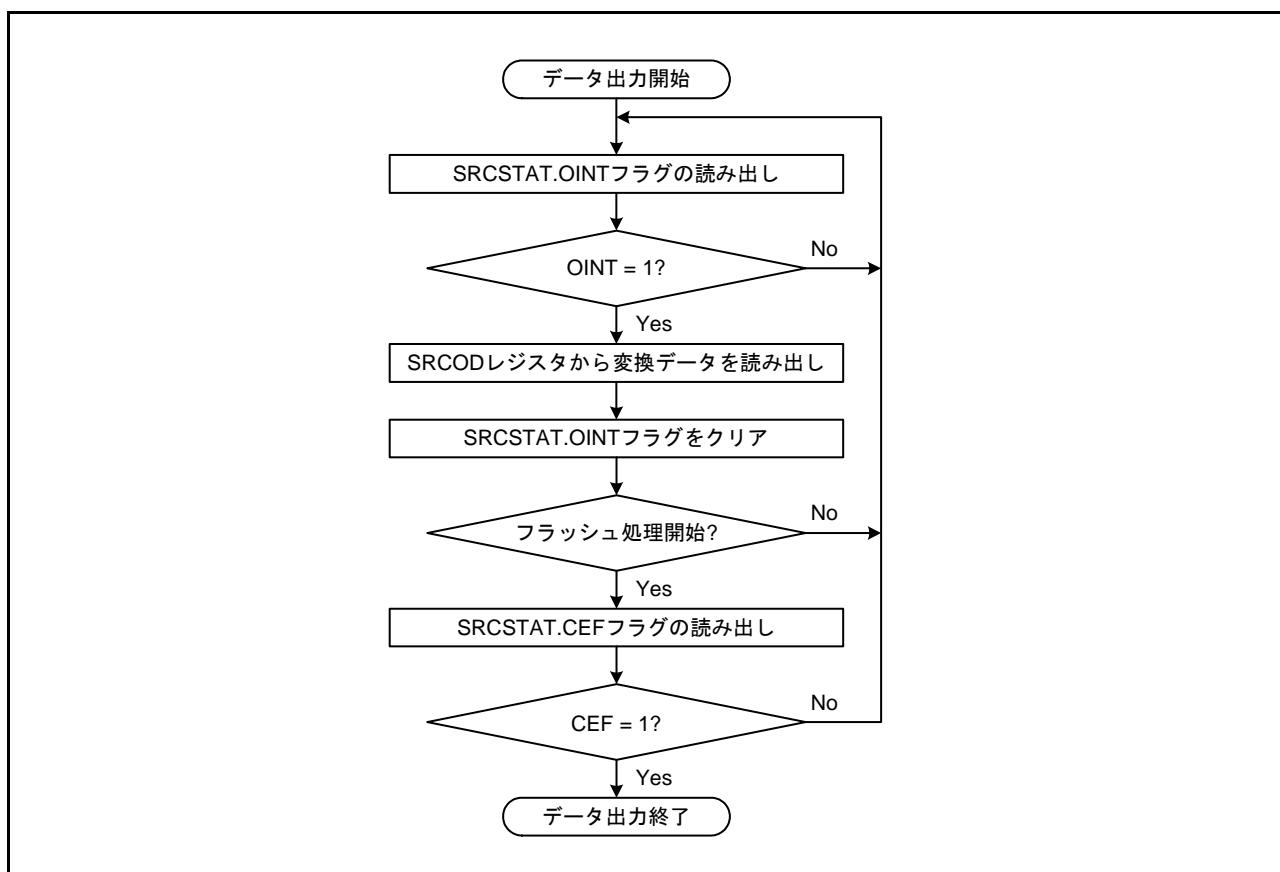 データ出力開始
SRCSTAT.OINTフラグの読み出し
OINT = 1?
No
Yes
SRCODレジスタから変換データを読み出し
SRCSTAT.OINTフラグをクリア
フラッシュ処理開始?
No
Yes
SRCSTAT.CEFフラグの読み出し
CEF = 1?
No
Yes
データ出力終了